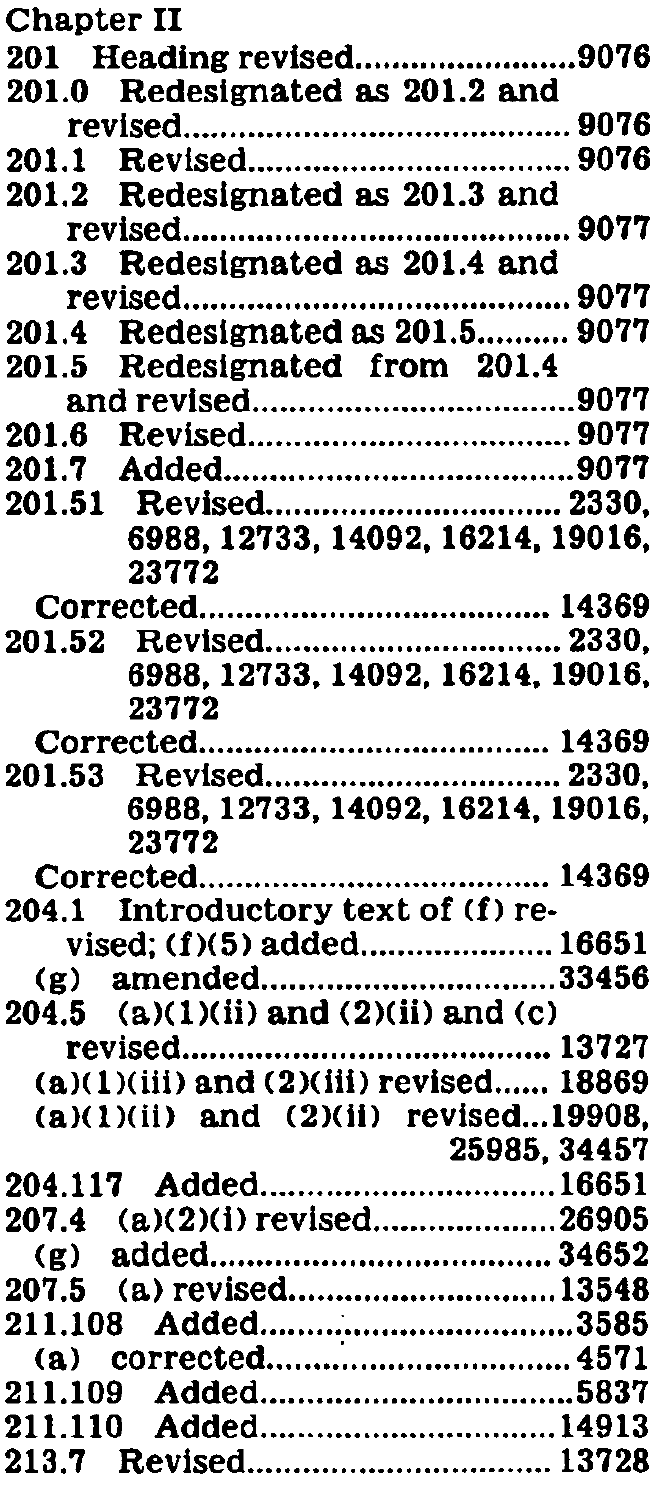 Chapter II
201 Heading revised........................9076
201.0 Redesignated as 201.2 and
revised.......................................... 9076
201.1 Revised................................... 9076
201.2 Redesignated as 201.3 and
revised.......................................... 9077
201.3 Redesignated as 201.4 and
revised.......................................... 9077
201.4 Redesignated as 201.5.......... 9077
201.5 Redesignated from 201.4
and revised...................................9077
201.6 Revised................................... 9077
201.7 Added......................................9077
201.51 Revised................................ 2330,
6988, 12733, 14092, 16214, 19016,
23772
Corrected...................................... 14369
201.52 Revised................................ 2330,
6988, 12733, 14092, 16214, 19016,
23772
Corrected...................................... 14369
201.53 Revised................................ 2330,
6988, 12733, 14092, 16214, 19016,
23772
Corrected...................................... 14369
204.1 Introductory text of (f) re-
vised; (f)(5) added..................... 16651
(g) amended................................33456
204.5 (a)(1)(ii) and (2)(ii) and (c)
revised........................................ 13727
(a)(1)(iii) and (2)(iii) revised...... 18869
(a)(1)(ii) and (2)(ii) revised...19908,
25985, 34457
204.117 Added................................16651
207.4 (a)(2)(i) revised....................26905
(g) added..................................... 34652
207.5 (a) revised.............................13548
211.108 Added..................................3585
(a) corrected................................. 4571
211.109 Added..................................5837
211.110 Added................................14913
213.7 Revised................................. 13728